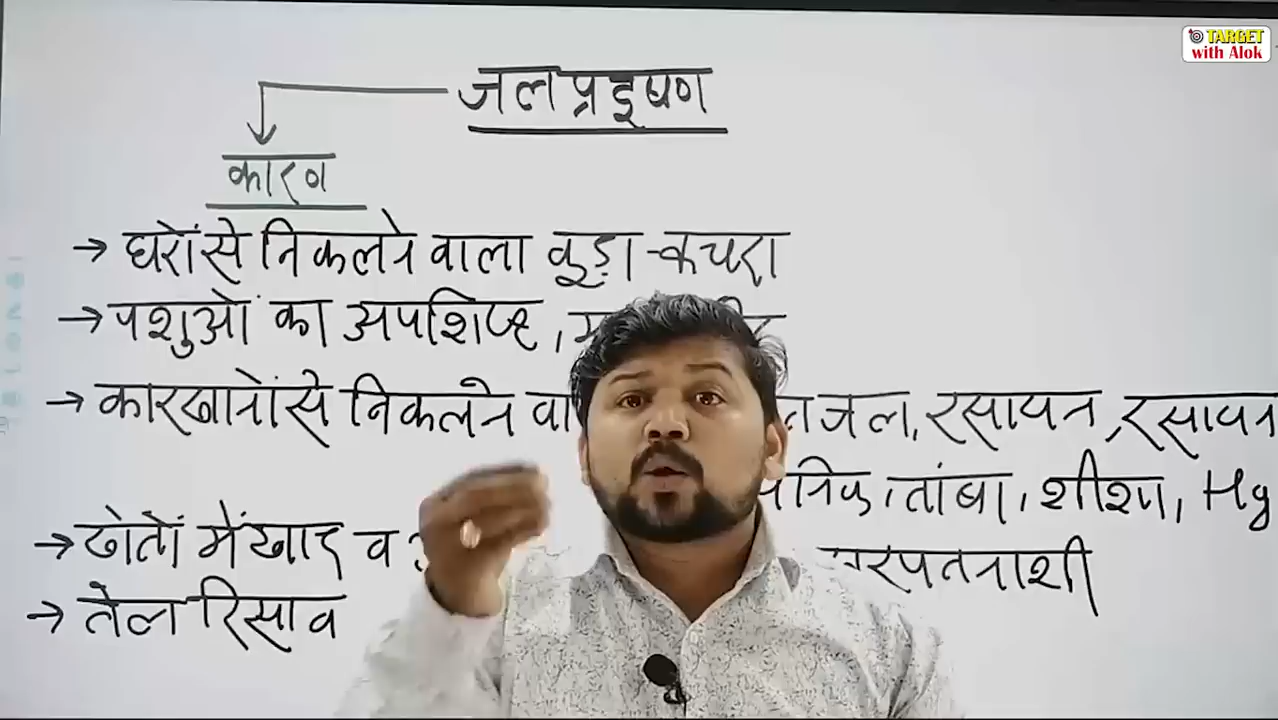 TARGET
with Alok
जल प्रदूषण
कारण
→ घरों से निकलने वाला कूड़ा-कचरा
→ पशुओं का अपशिष्ट,
→ कारखानों से निकलने जल, रसायन, रसायन
तांबा, शीशा, Hg
→ खेतों में खाद व
→ तेल रिसाव